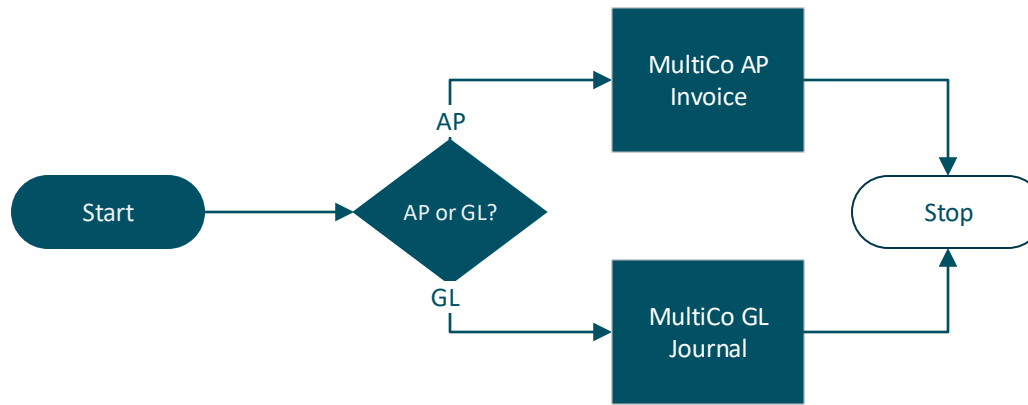 MultiCo AP
Invoice
AP
Start
AP or GL?
Stop
GL
MultiCo GL
Journal